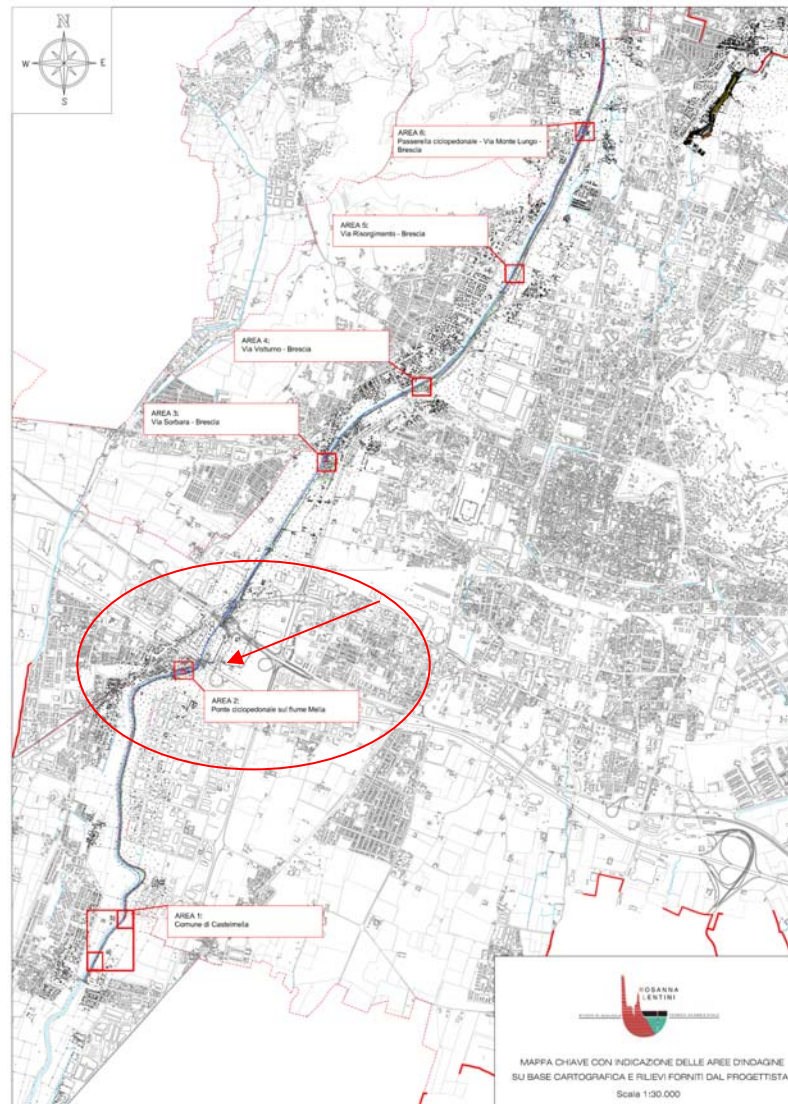 N
W
E
S
AREA 6:
Passerella ciclopedonale - Via Monte Lungo -
Brescia
AREA 5:
Via Risorgimento - Brescia
AREA 4:
Via Volturno - Brescia
AREA 3:
Via Sorbara - Brescia
AREA 2:
Ponte ciclopedonale sul fiume Mella
AREA 1:
Comune di Castelmella
ROSANNA
LENTINI
MAPPA CHIAVE CON INDICAZIONE DELLE AREE D'INDAGINE
SU BASE CARTOGRAFICA E RILIEVI FORNITI DAL PROGETTISTA
Scala 1:30.000